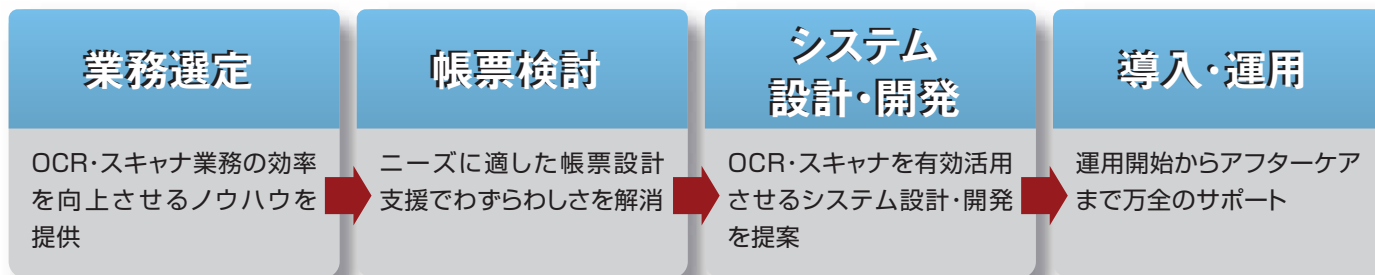 業務選定
OCR・スキャナ業務の効率
を向上させるノウハウを
提供
帳票検討
ニーズに適した帳票設計
支援でわずらわしさを解消
システム
設計・開発
OCR・スキャナを有効活用
させるシステム設計・開発
を提案
導入・運用
運用開始からアフターケア
まで万全のサポート